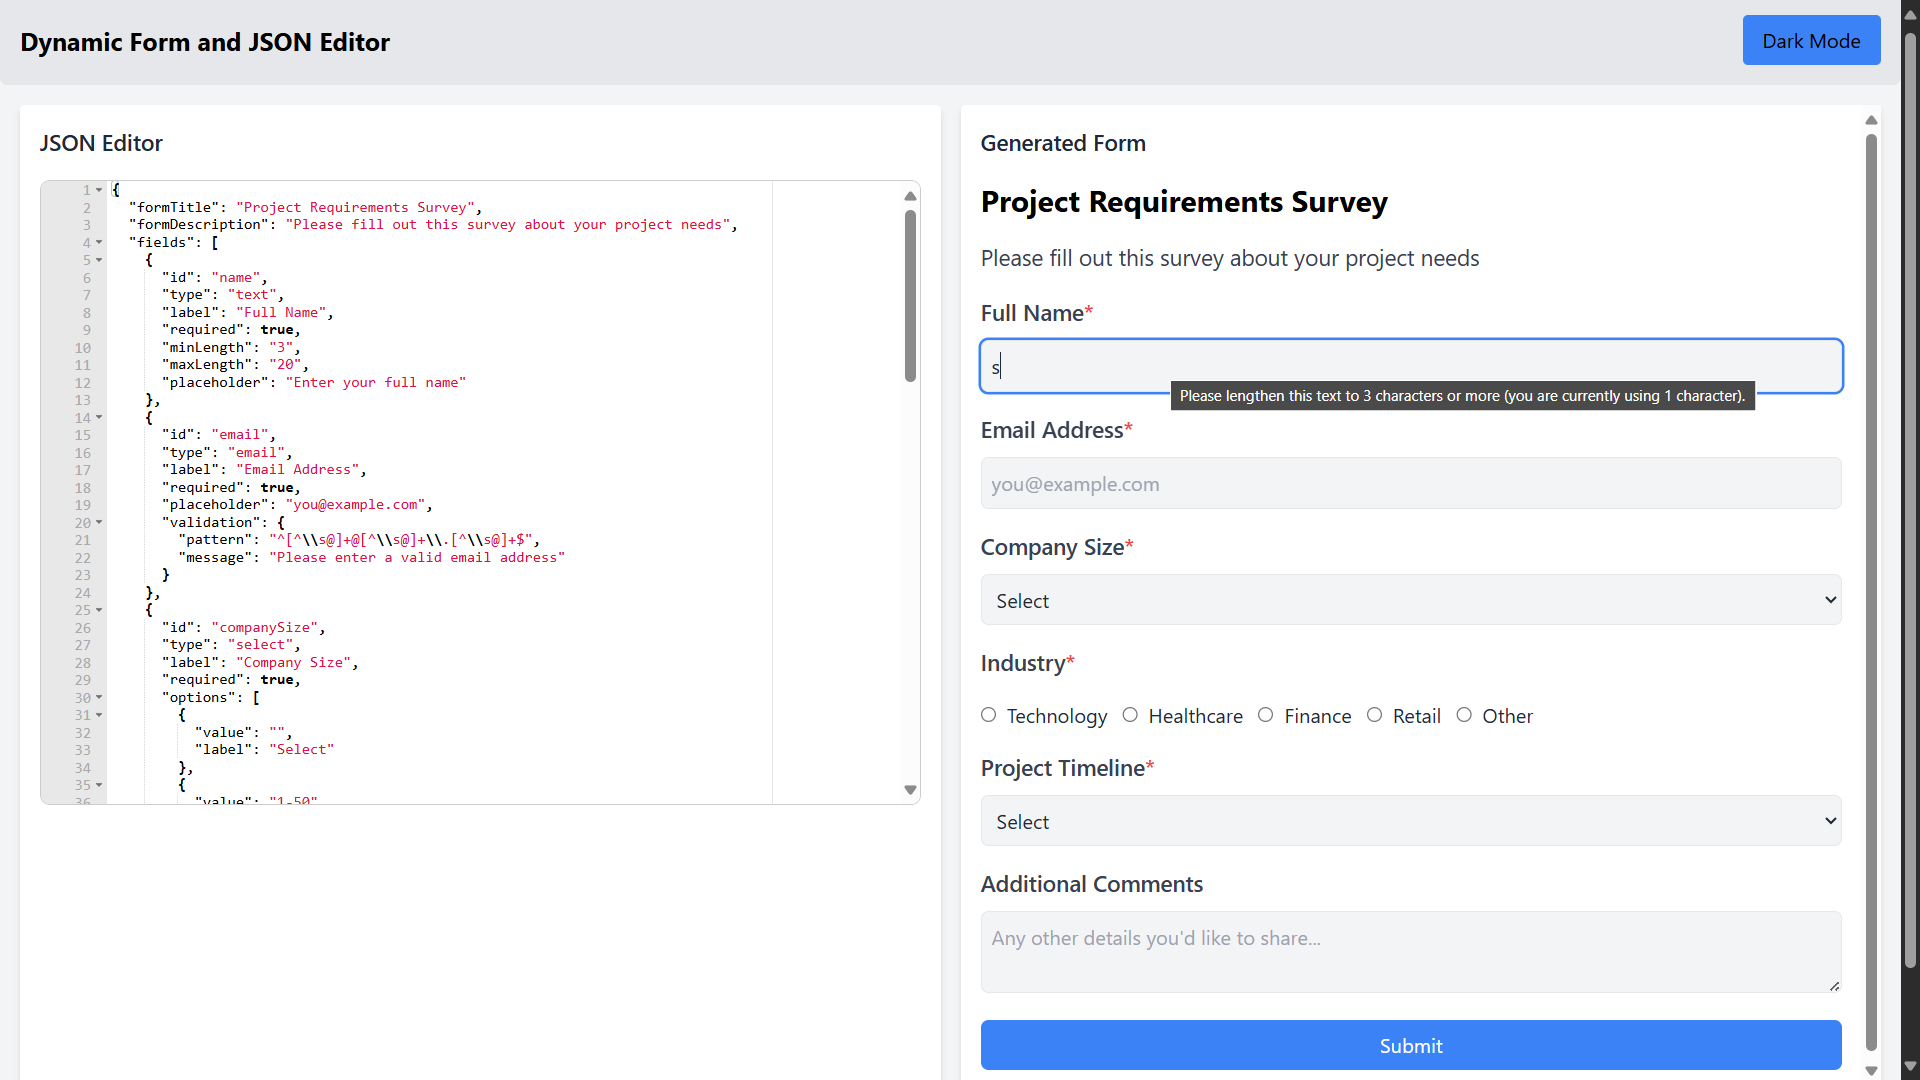 Dynamic Form and JSON Editor
Dark Mode
JSON Editor
1 {
2 "formTitle": "Project Requirements Survey",
3 "formDescription": "Please fill out this survey about your project needs",
4 "fields": [
5 {
6 "id": "name",
7 "type": "text",
8 "label": "Full Name",
9 "required": true,
10 "minLength": "3",
11 "maxLength": "20",
12 "placeholder": "Enter your full name"
13 },
14 {
15 "id": "email",
16 "type": "email",
17 "label": "Email Address",
18 "required": true,
19 "placeholder": "you@example.com",
20 "validation": {
21 "pattern": "^[^\\s@]+@[^\\s@]+\\.[^\\s@]+$",
22 "message": "Please enter a valid email address"
23 }
24 },
25 {
26 "id": "companySize",
27 "type": "select",
28 "label": "Company Size",
29 "required": true,
30 "options": [
31 {
32 "value": "",
33 "label": "Select"
34 },
35 {
36 "value": "1-50"
Generated Form
Project Requirements Survey
Please fill out this survey about your project needs
Full Name*
s
Please lengthen this text to 3 characters or more (you are currently using 1 character).
Email Address*
you@example.com
Company Size*
Select
Industry*
Technology Healthcare Finance Retail Other
Project Timeline*
Select
Additional Comments
Any other details you'd like to share...
Submit